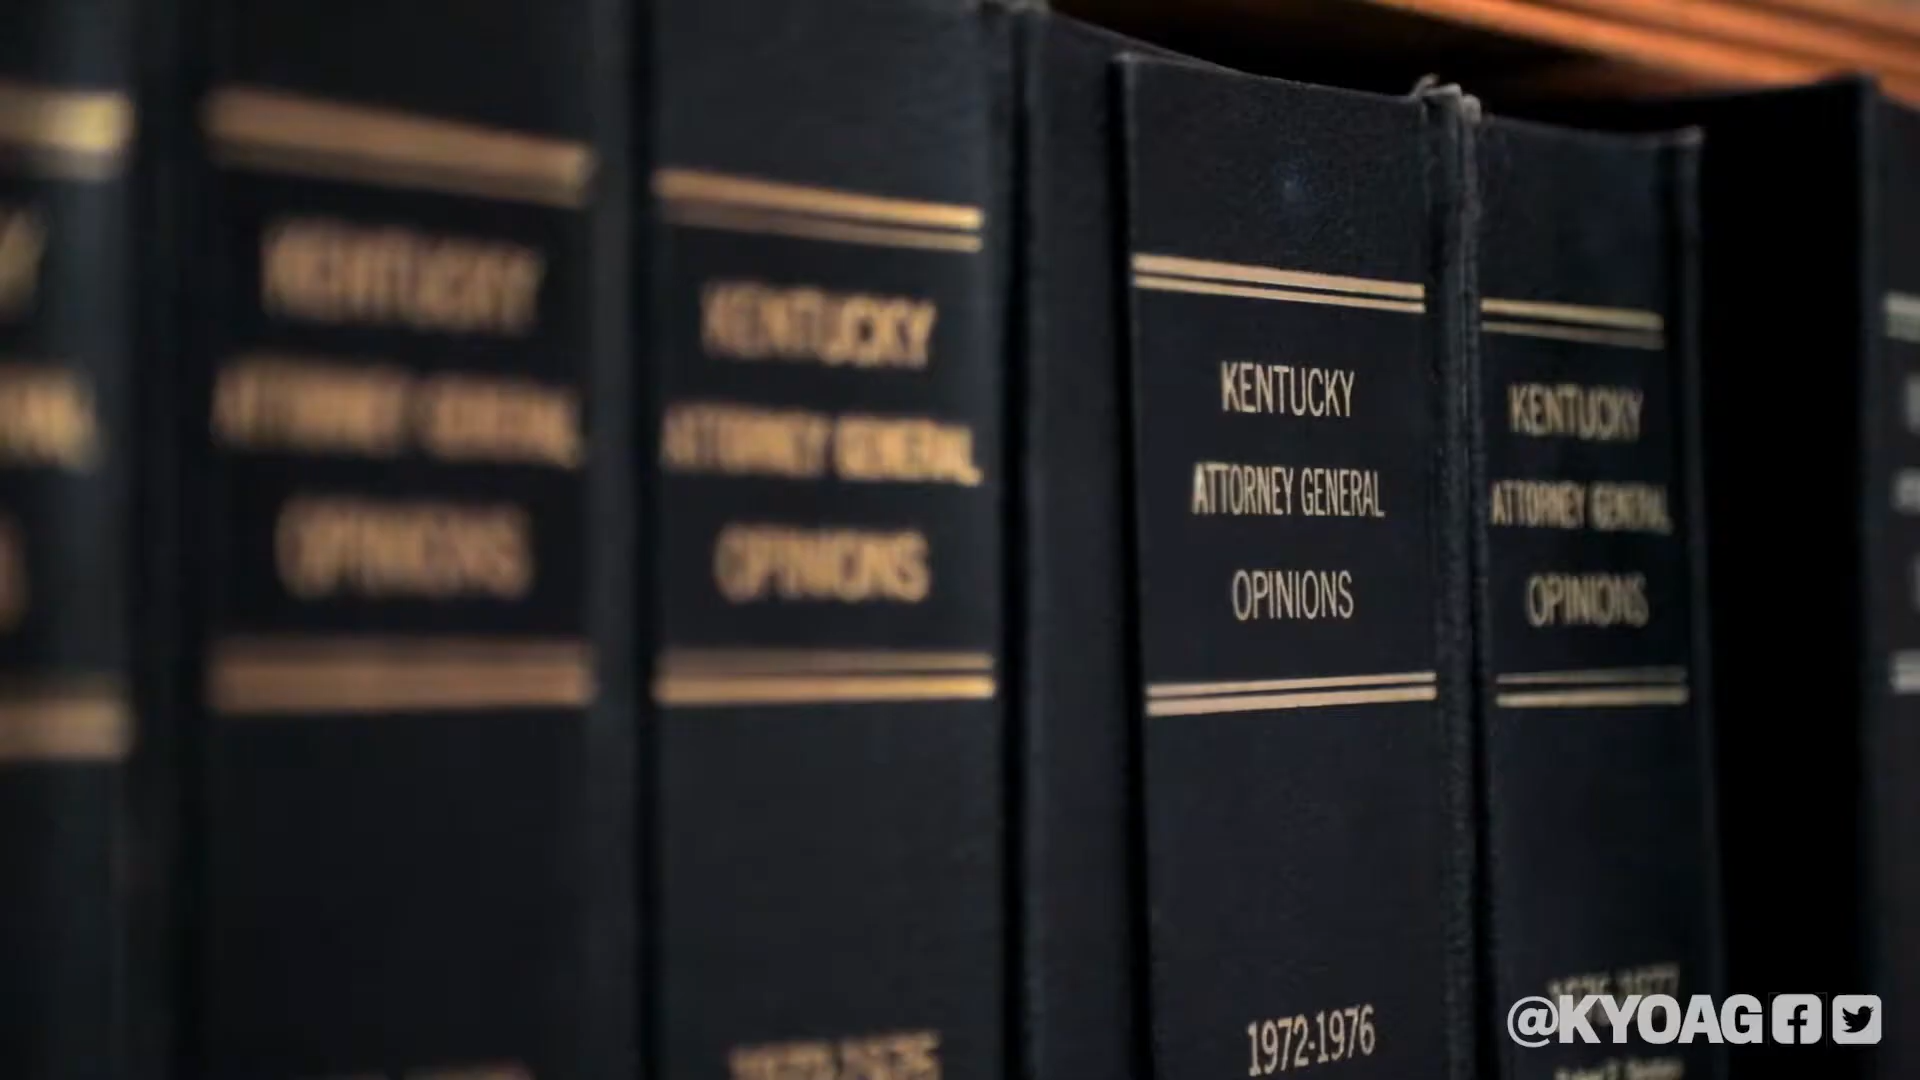 KENTUCKY
ATTORNEY GENERAL
OPINIONS
KENTUCKY
ATTORNEY GENERAL
OPINIONS
KENTUCKY
ATTORNEY GENERAL
OPINIONS
1972-1976
KENTUCKY
ATTORNEY GENERAL
OPINIONS
@KYOAG